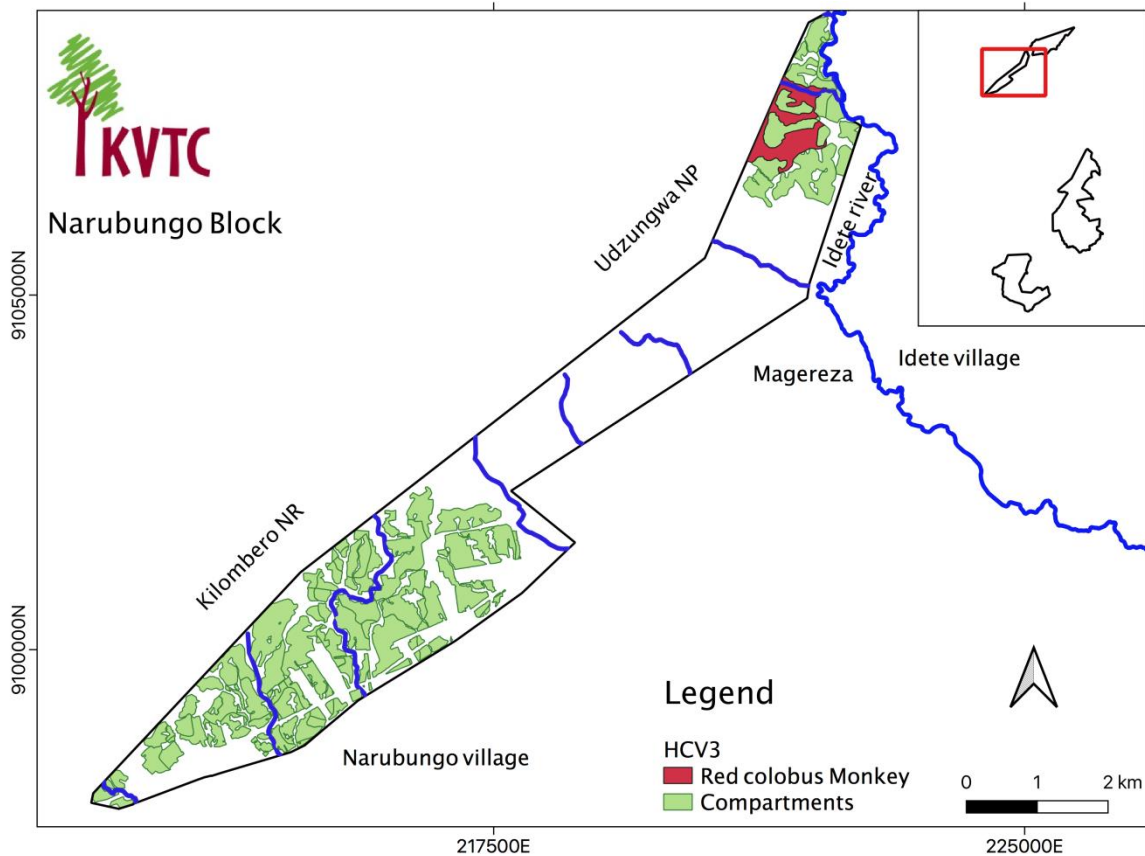 KVTC
Narubungo Block
Udzungwa NP
Idete river
Magereza
Idete village
Kilombero NR
Narubungo village
Legend
HCV3
Red colobus Monkey
Compartments
0 1 2 km
9105000N
9100000N
217500E
225000E